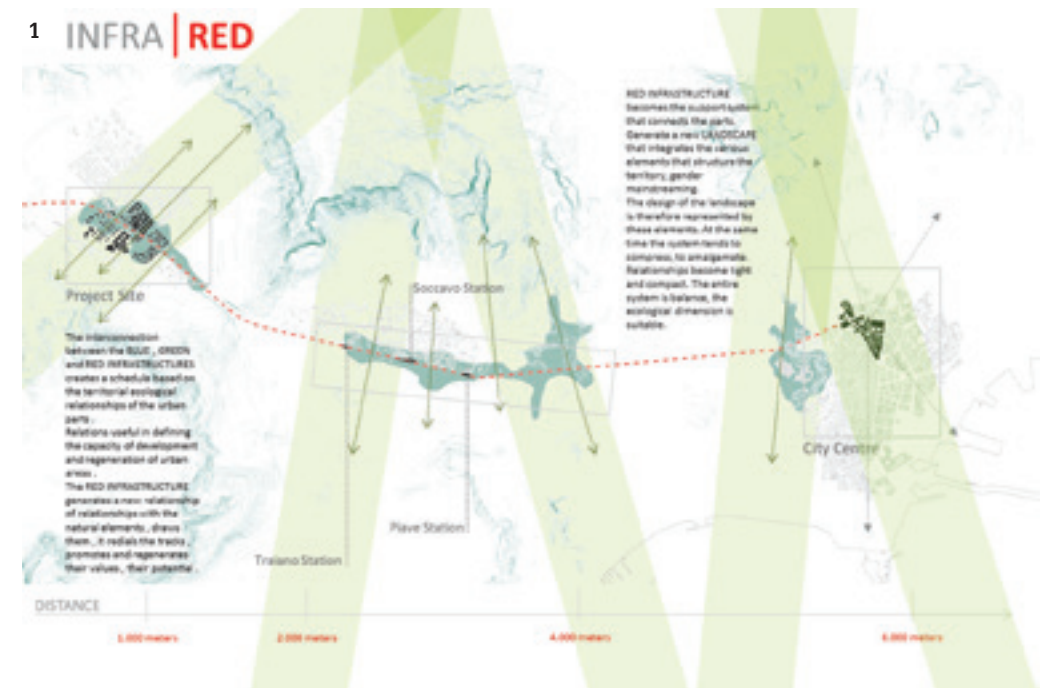 1 INFRA | RED
RED INFRASTRUCTURE
becomes the support system
that connects the parts.
Generate a new LANDSCAPE
that integrates the various
elements that structure the
territory, gender
mainstreaming.
The design of the landscape
is therefore represented by
these elements. At the same
time the system tends to
compress, to amalgamate.
Relationships become tight
and compact. The entire
system is balance, the
ecological dimension is
suitable.
Project Site
Soccavo Station
The interconnection
between the BLUE, GREEN
and RED INFRASTRUCTURES
creates a schedule based on
the territorial ecological
relationships of the urban
parts.
Relations useful in defining
the capacity of development
and regeneration of urban
areas.
The RED INFRASTRUCTURE
generates a new relationship
of relationships with the
natural elements, draws
them, it redials the tracks,
promotes and regenerates
their values, their potential.
City Centre
Piave Station
Traiano Station
DISTANCE
1.000 meters
2.000 meters
4.000 meters
6.000 meters